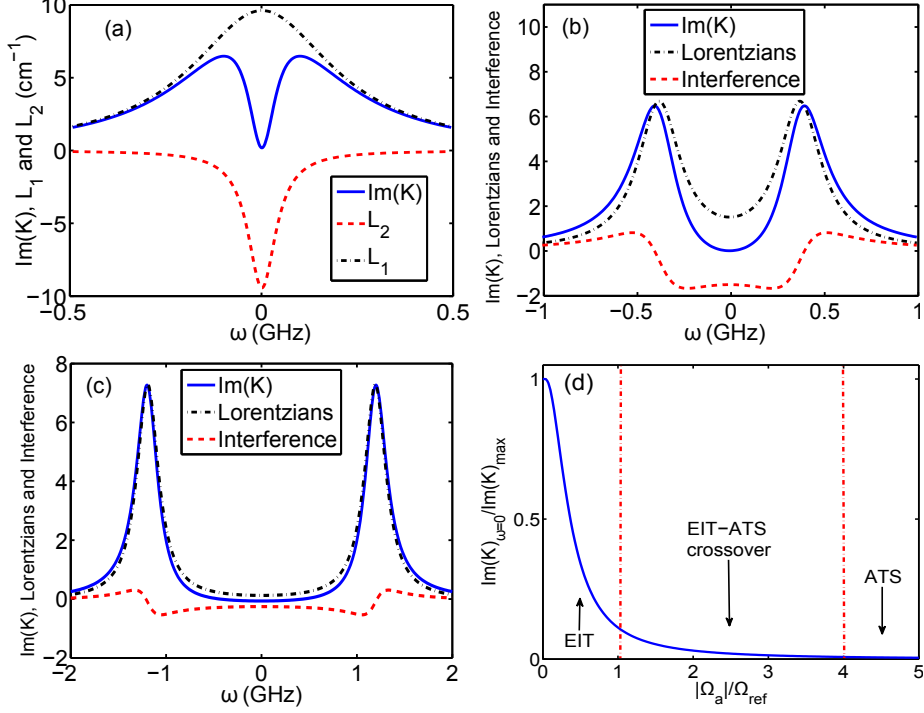 (a)
Im(K), L₁ and L₂ (cm⁻¹)
10
5
0
−5
−10
−0.5
0
0.5
ω (GHz)
Im(K)
L₂
L₁
(b)
Im(K), Lorentzians and Interference
10
8
6
4
2
0
−2
−1
−0.5
0
0.5
1
ω (GHz)
Im(K)
Lorentzians
Interference
(c)
Im(K), Lorentzians and Interference
8
6
4
2
0
−2
−2
−1
0
1
2
ω (GHz)
Im(K)
Lorentzians
Interference
(d)
Im(K)ω=0/Im(K)max
1
0.5
0
0
1
2
3
4
5
|Ωa|/Ωref
EIT
EIT−ATS
crossover
ATS